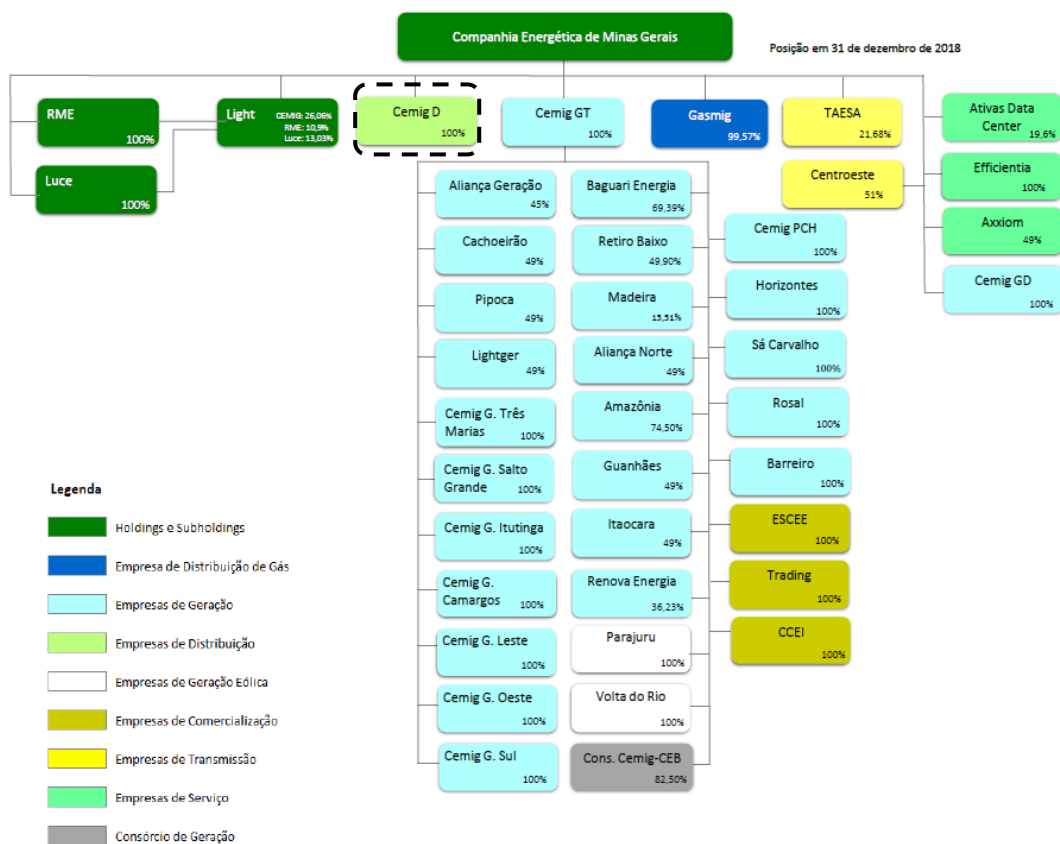 Companhia Energética de Minas Gerais
Posição em 31 de dezembro de 2018
RME
100%
Light
CEMIG: 26,06%
RME: 10,9%
Luce: 13,03%
Cemig D
100%
Cemig GT
100%
Gasmig
99,57%
TAESA
21,68%
Ativas Data
Center
19,6%
Luce
100%
Centroeste
51%
Efficientia
100%
Axxiom
49%
Cemig GD
100%
Aliança Geração
45%
Cachoeirão
49%
Pipoca
49%
Lightger
49%
Cemig G. Três
Marias
100%
Cemig G. Salto
Grande
100%
Cemig G. Itutinga
100%
Cemig G.
Camargos
100%
Cemig G. Leste
100%
Cemig G. Oeste
100%
Cemig G. Sul
100%
Baguari Energia
69,39%
Retiro Baixo
49,90%
Madeira
15,51%
Aliança Norte
49%
Amazônia
74,50%
Guanhães
49%
Itaocara
49%
Renova Energia
36,23%
Parajuru
100%
Volta do Rio
100%
Cons. Cemig-CEB
82,50%
Cemig PCH
100%
Horizontes
100%
Sá Carvalho
100%
Rosal
100%
Barreiro
100%
ESCEE
100%
Trading
100%
CCEI
100%
Legenda
Holdings e Subholdings
Empresa de Distribuição de Gás
Empresas de Geração
Empresas de Distribuição
Empresas de Geração Eólica
Empresas de Comercialização
Empresas de Transmissão
Empresas de Serviço
Consórcio de Geração